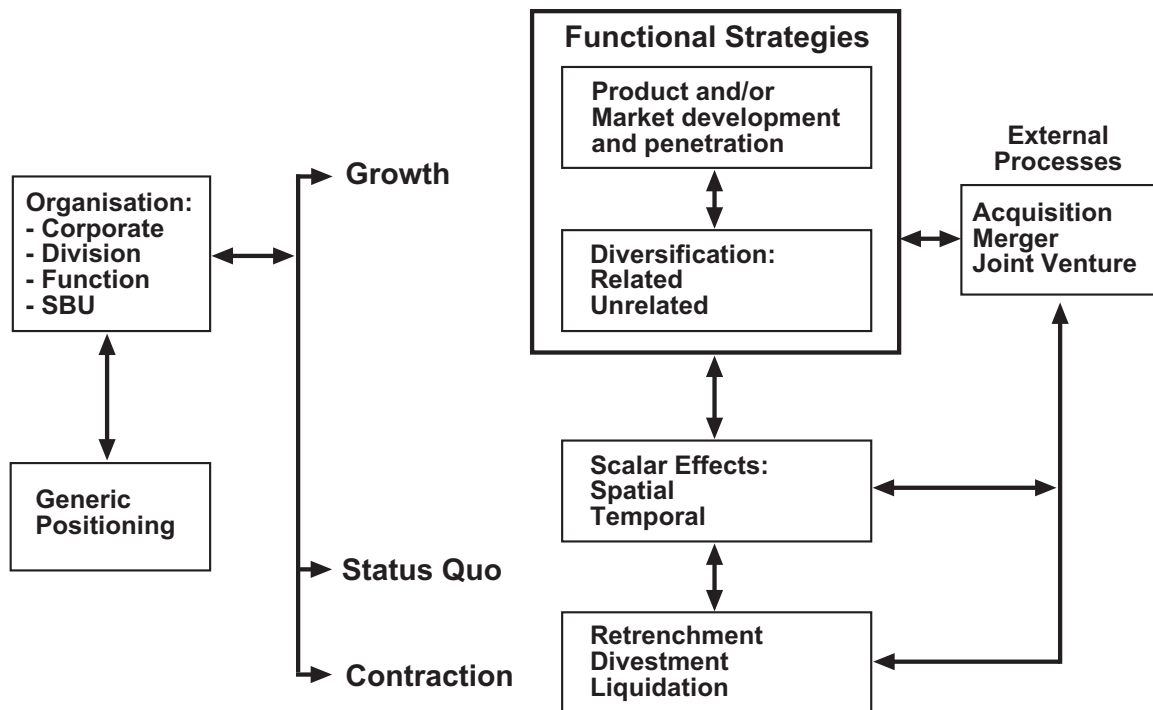 Organisation:
- Corporate
- Division
- Function
- SBU
Generic
Positioning
Growth
Status Quo
Contraction
Functional Strategies
Product and/or
Market development
and penetration
Diversification:
Related
Unrelated
Scalar Effects:
Spatial
Temporal
Retrenchment
Divestment
Liquidation
External
Processes
Acquisition
Merger
Joint Venture